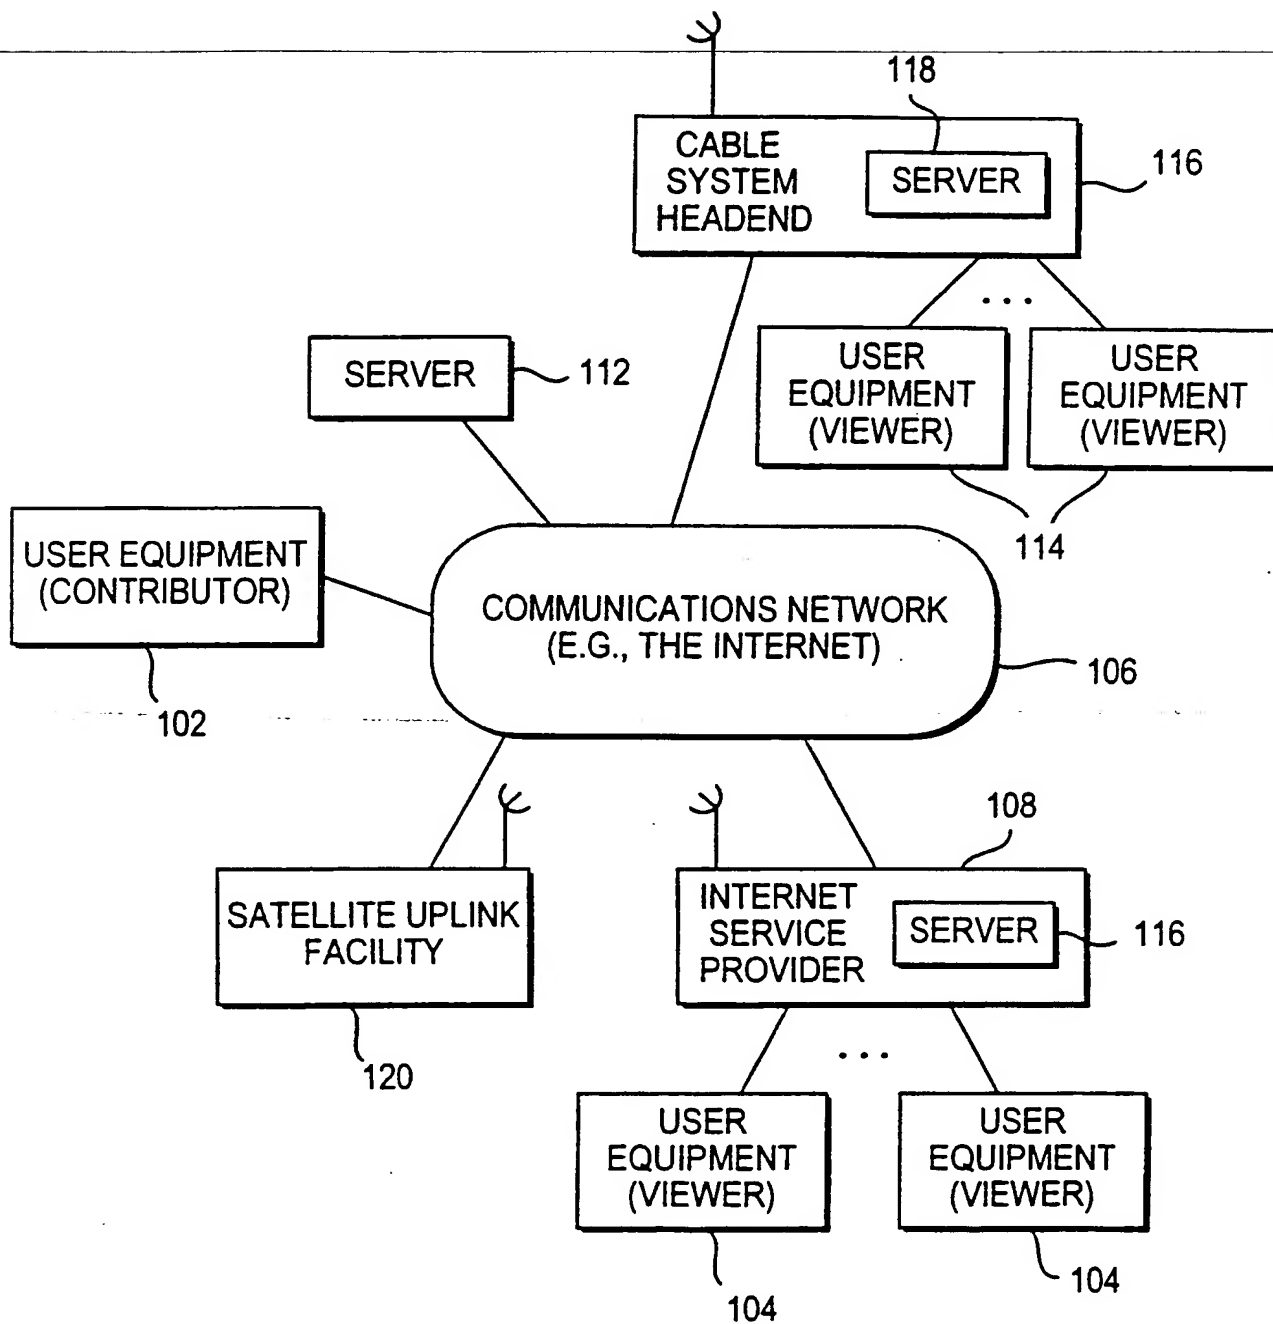 118
CABLE
SYSTEM
HEADEND
SERVER
116
SERVER
112
USER
EQUIPMENT
(VIEWER)
USER
EQUIPMENT
(VIEWER)
114
USER EQUIPMENT
(CONTRIBUTOR)
102
COMMUNICATIONS NETWORK
(E.G., THE INTERNET)
106
108
SATELLITE UPLINK
FACILITY
120
INTERNET
SERVICE
PROVIDER
SERVER
116
...
...
USER
EQUIPMENT
(VIEWER)
104
USER
EQUIPMENT
(VIEWER)
104